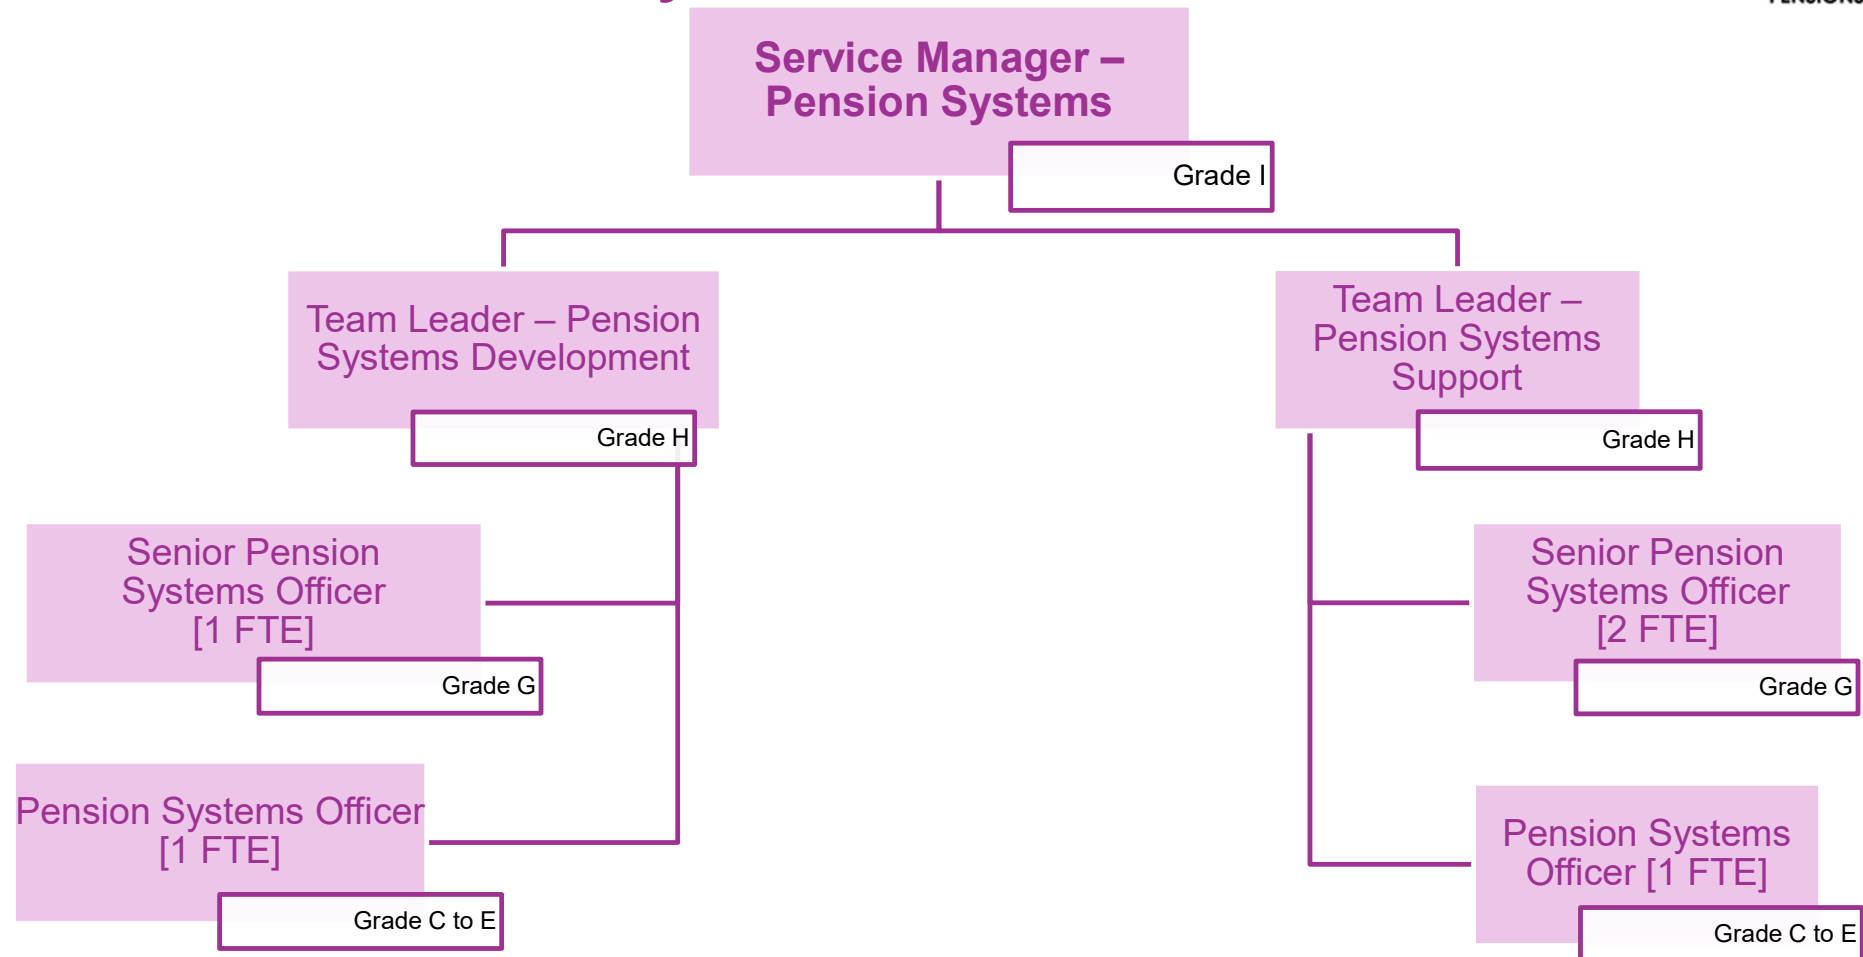 PENSIONS
Service Manager –
Pension Systems
Grade I
Team Leader – Pension
Systems Development
Grade H
Team Leader –
Pension Systems
Support
Grade H
Senior Pension
Systems Officer
[1 FTE]
Grade G
Senior Pension
Systems Officer
[2 FTE]
Grade G
Pension Systems Officer
[1 FTE]
Grade C to E
Pension Systems
Officer [1 FTE]
Grade C to E